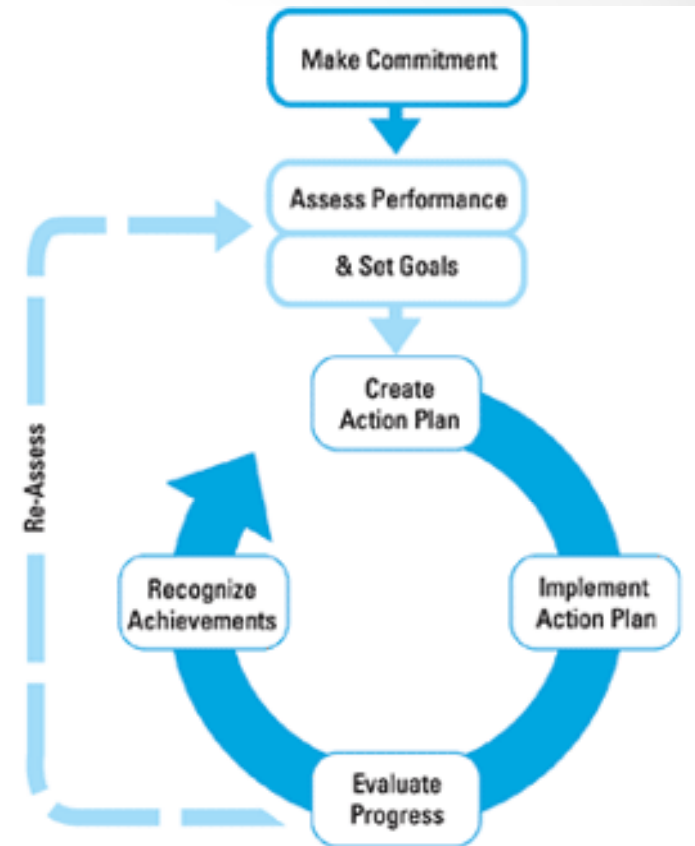 Make Commitment
Assess Performance
& Set Goals
Create
Action Plan
Re-Assess
Recognize
Achievements
Implement
Action Plan
Evaluate
Progress